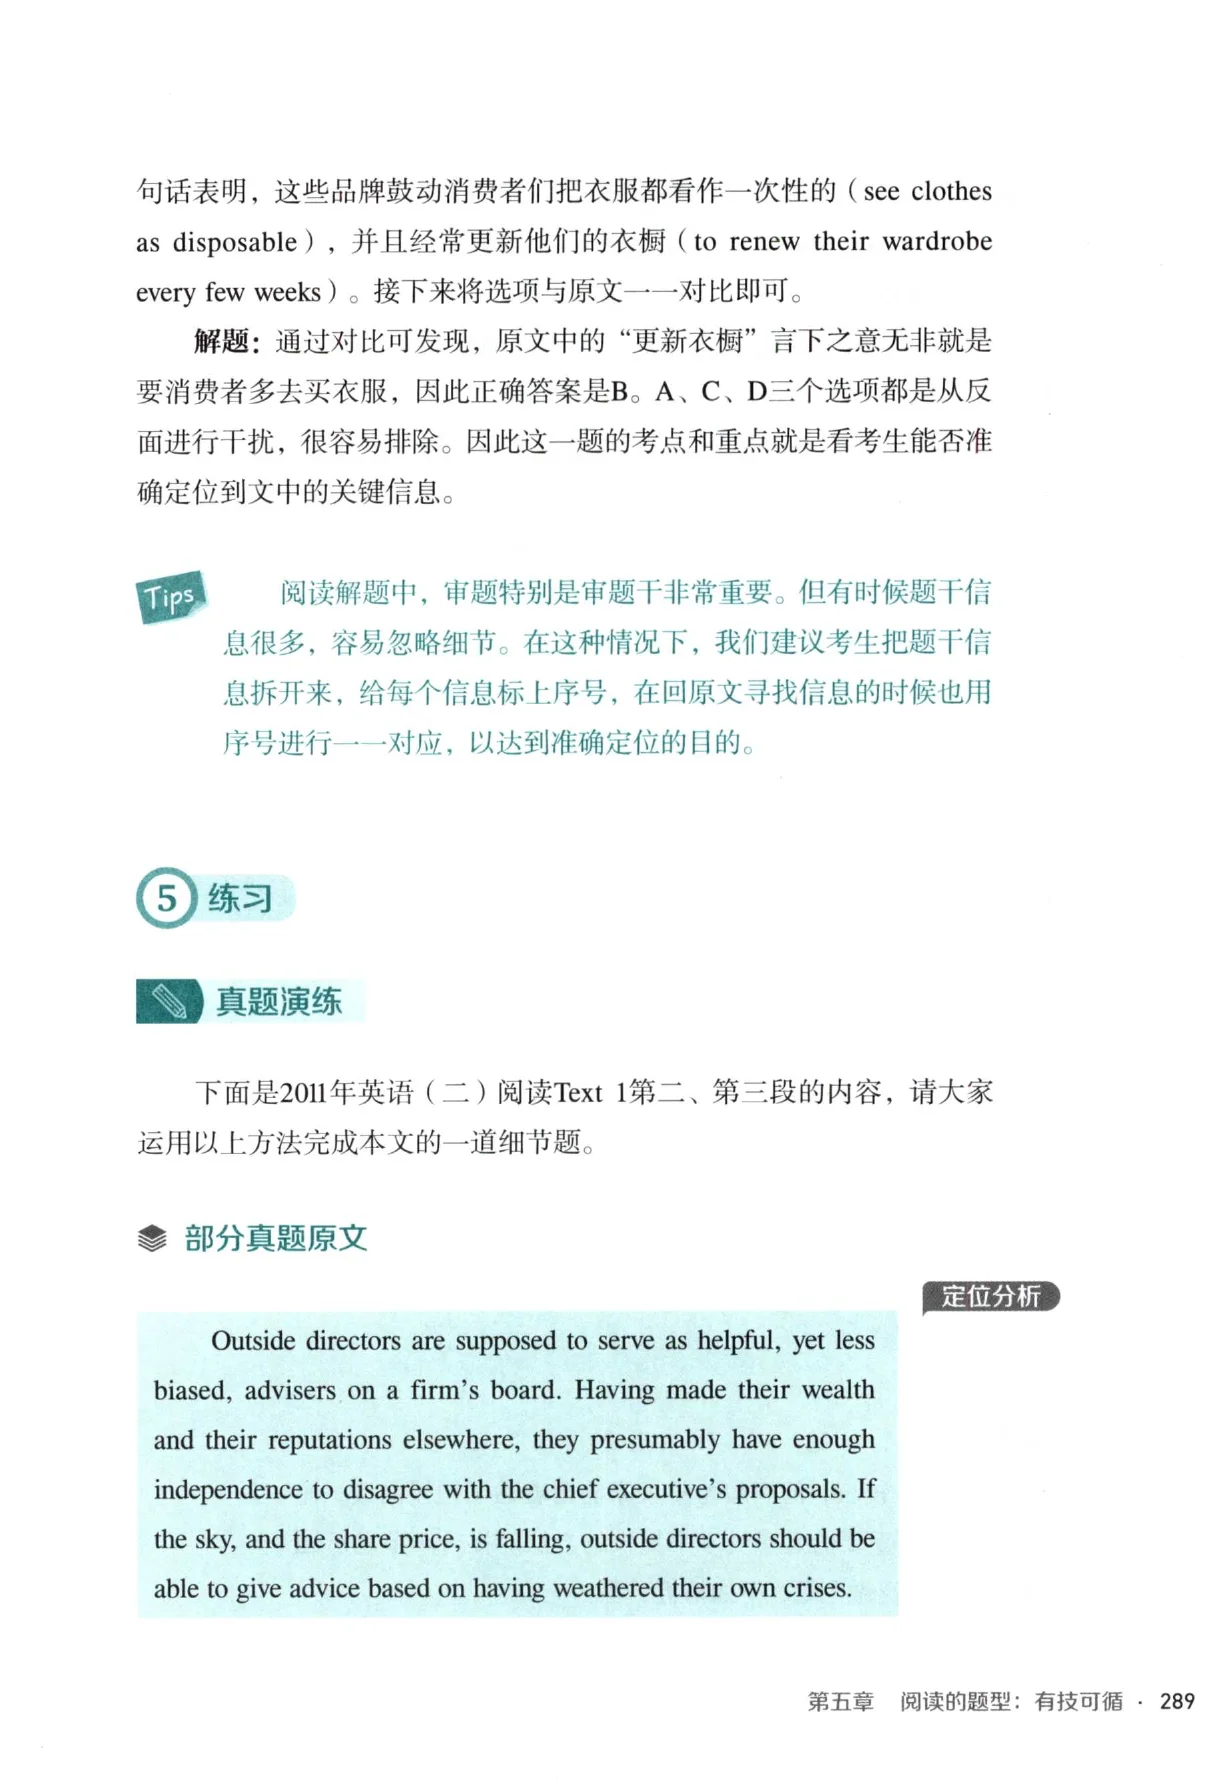 句话表明，这些品牌鼓动消费者们把衣服都看作一次性的（see clothes
as disposable），并且经常更新他们的衣橱（to renew their wardrobe
every few weeks）。接下来将选项与原文一一对比即可。
解题：通过对比可发现，原文中的“更新衣橱”言下之意无非就是
要消费者多去买衣服，因此正确答案是B。A、C、D三个选项都是从反
面进行干扰，很容易排除。因此这一题的考点和重点就是看考生能否准
确定位到文中的关键信息。
Tips
阅读解题中，审题特别是审题干非常重要。但有时候题干信
息很多，容易忽略细节。在这种情况下，我们建议考生把题干信
息拆开来，给每个信息标上序号，在回原文寻找信息的时候也用
序号进行一一对应，以达到准确定位的目的。
5 练习
真题演练
下面是2011年英语（二）阅读Text 1第二、第三段的内容，请大家
运用以上方法完成本文的一道细节题。
部分真题原文
定位分析
Outside directors are supposed to serve as helpful, yet less
biased, advisers on a firm’s board. Having made their wealth
and their reputations elsewhere, they presumably have enough
independence to disagree with the chief executive’s proposals. If
the sky, and the share price, is falling, outside directors should be
able to give advice based on having weathered their own crises.
第五章 阅读的题型：有技可循 · 289